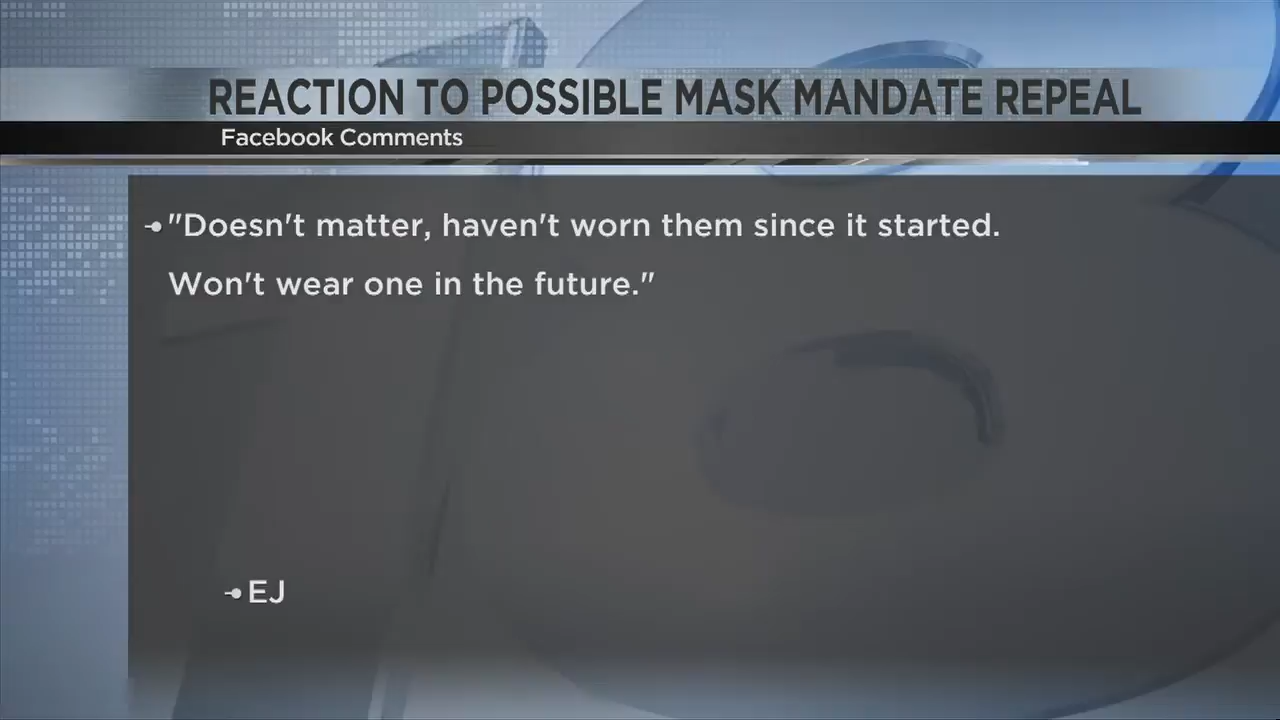 REACTION TO POSSIBLE MASK MANDATE REPEAL
Facebook Comments
"Doesn't matter, haven't worn them since it started.
Won't wear one in the future."
EJ